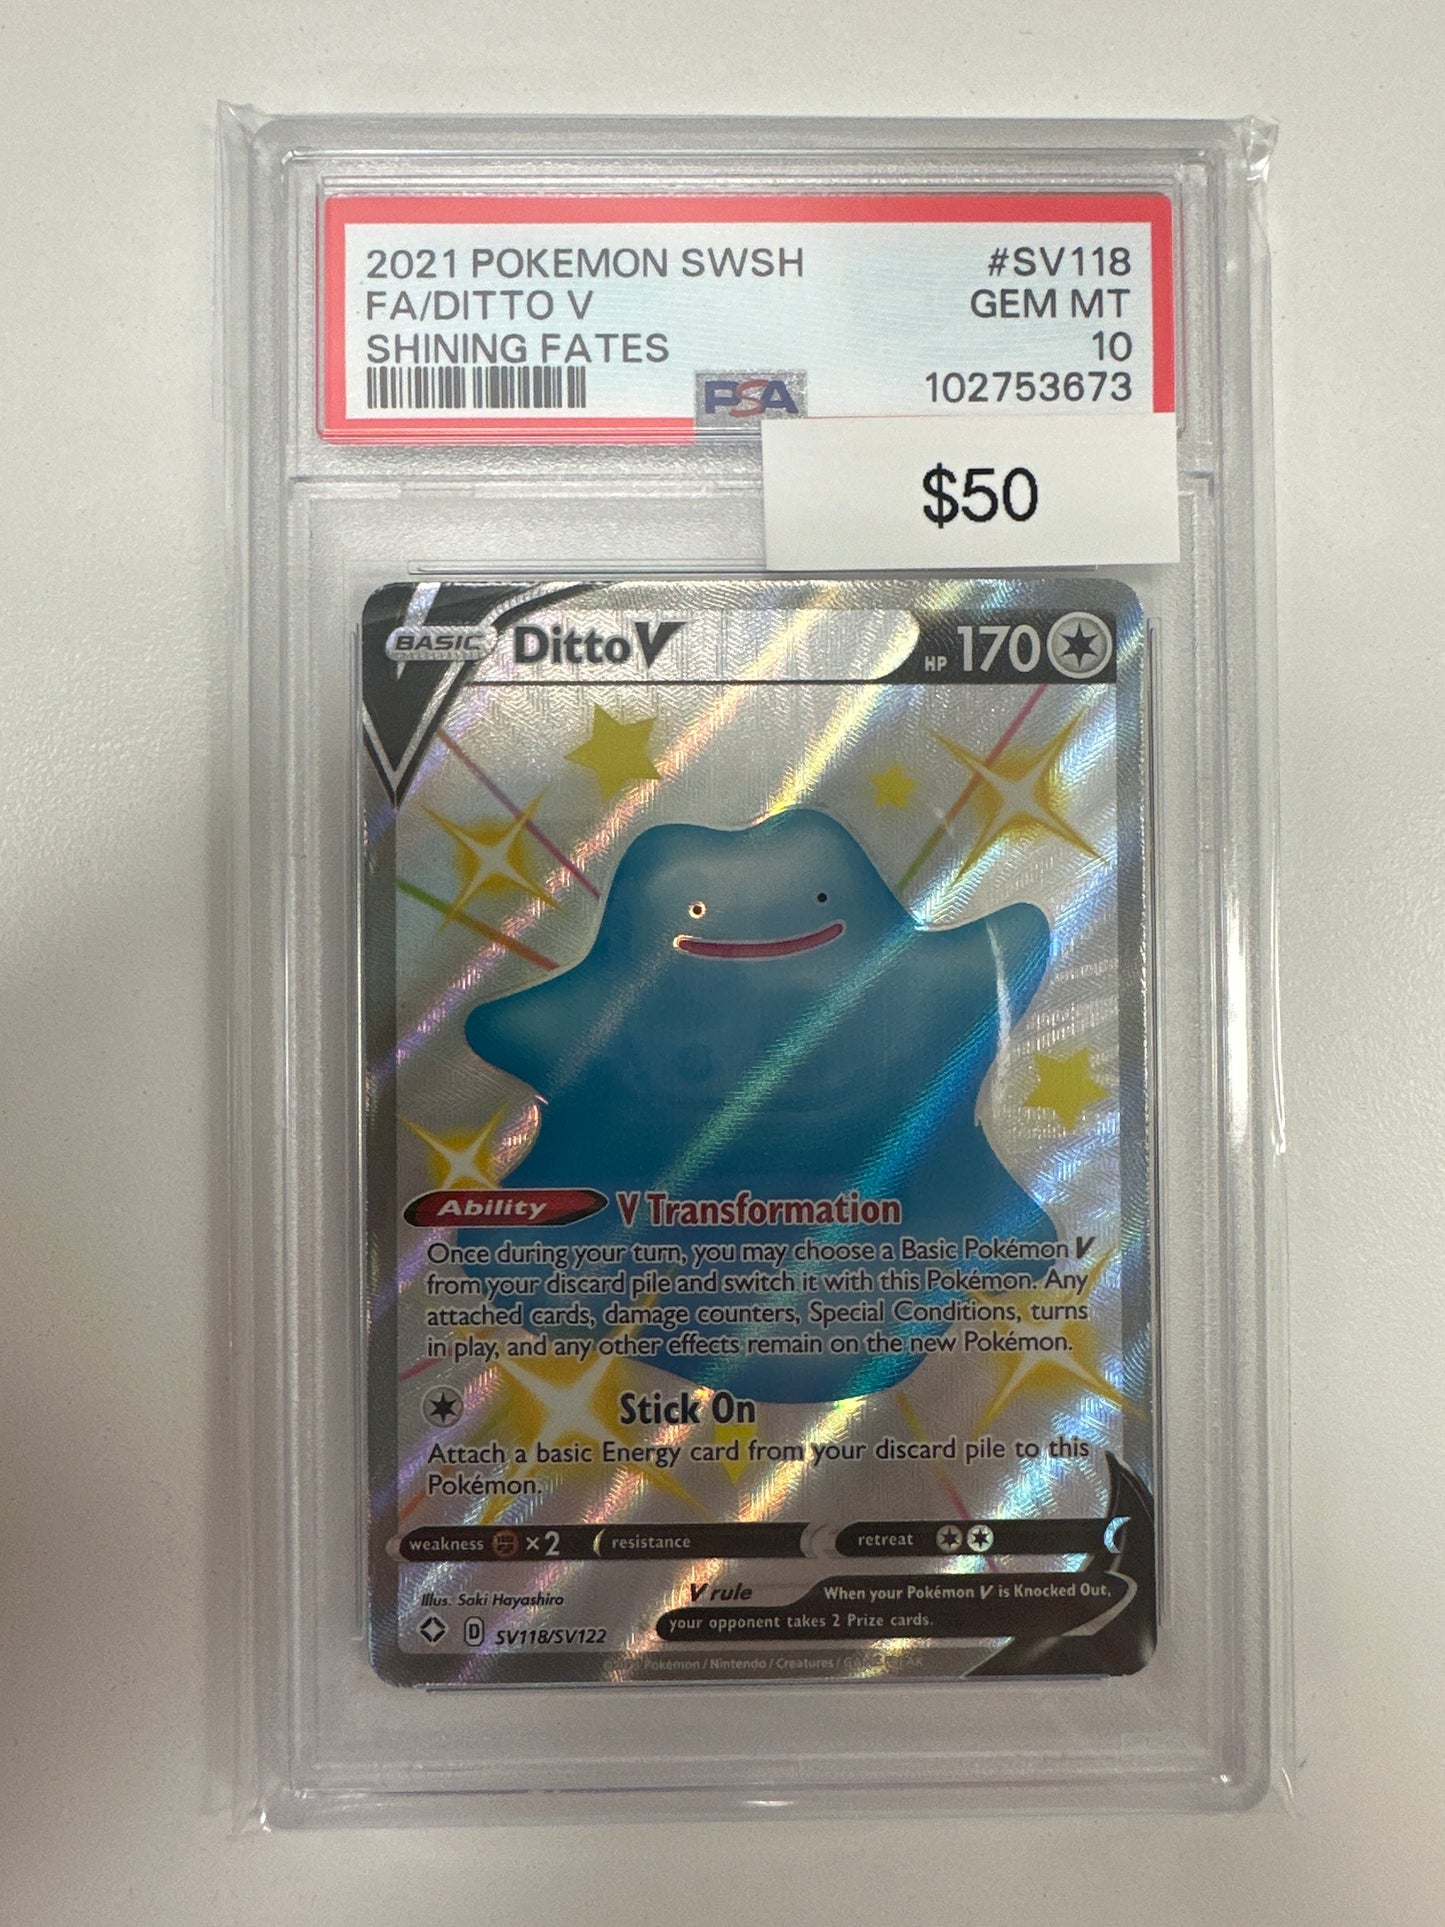 2021 POKEMON SWSH #SV118
FA/DITTO V GEM MT
SHINING FATES 10
PSA 102753673
$50
BASIC Ditto V HP 170
Ability V Transformation
Once during your turn, you may choose a Basic Pokémon V
from your discard pile and switch it with this Pokémon. Any
attached cards, damage counters, Special Conditions, turns
in play, and any other effects remain on the new Pokémon.
Stick On
Attach a basic Energy card from your discard pile to this
Pokémon.
weakness ×2 resistance retreat
Illus. Saki Hayashiro
V rule When your Pokémon V is Knocked Out,
your opponent takes 2 Prize cards.
D SV118/SV122
Pokémon / Nintendo / Creatures /